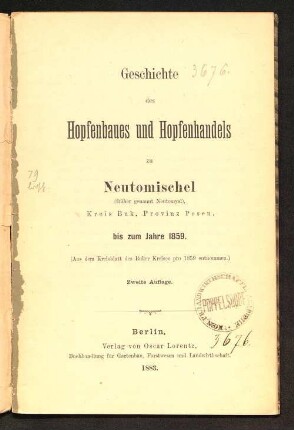 Geschichte 3676.
des
Hopfenbaues und Hopfenhandels
zu
Neutomischel
(früher genannt
Kreis Buk, Provinz Posen,
bis zum Jahre 1859.
(Aus dem Kreisblatt des Buker Kreises pro 1859 entnommen.)
Zweite Auflage.
POPPELSDORF
Berlin,
3676.
Verlag von Oscar Lorentz,
Buchhandlung für Gartenbau, Forstwesen und Landwirthschaft.
1883.